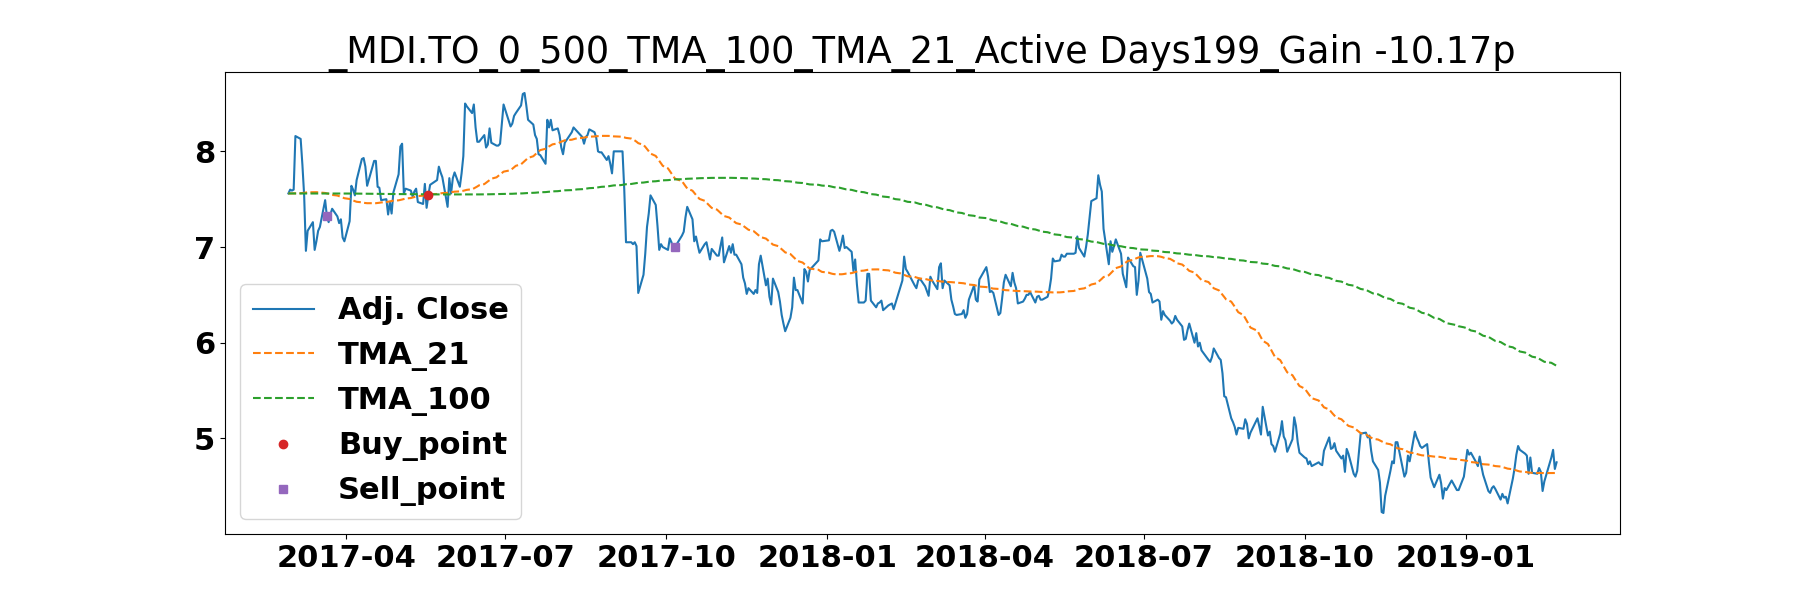 _MDI.TO_0_500_TMA_100_TMA_21_Active Days199_Gain -10.17p
8
7
6
5
Adj. Close
TMA_21
TMA_100
Buy_point
Sell_point
2017-04 2017-07 2017-10 2018-01 2018-04 2018-07 2018-10 2019-01